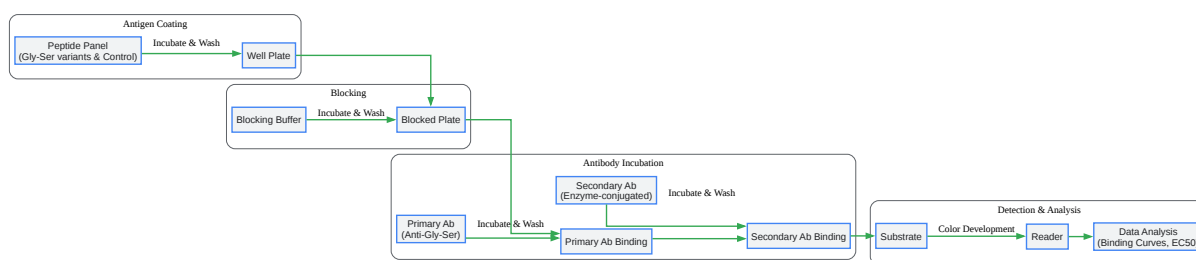 Antigen Coating
Peptide Panel
(Gly-Ser variants & Control)
Incubate & Wash
Well Plate
Blocking
Blocking Buffer
Incubate & Wash
Blocked Plate
Antibody Incubation
Secondary Ab
(Enzyme-conjugated)
Incubate & Wash
Primary Ab
(Anti-Gly-Ser)
Incubate & Wash
Primary Ab Binding
Secondary Ab Binding
Detection & Analysis
Substrate
Color Development
Reader
Data Analysis
(Binding Curves, EC50